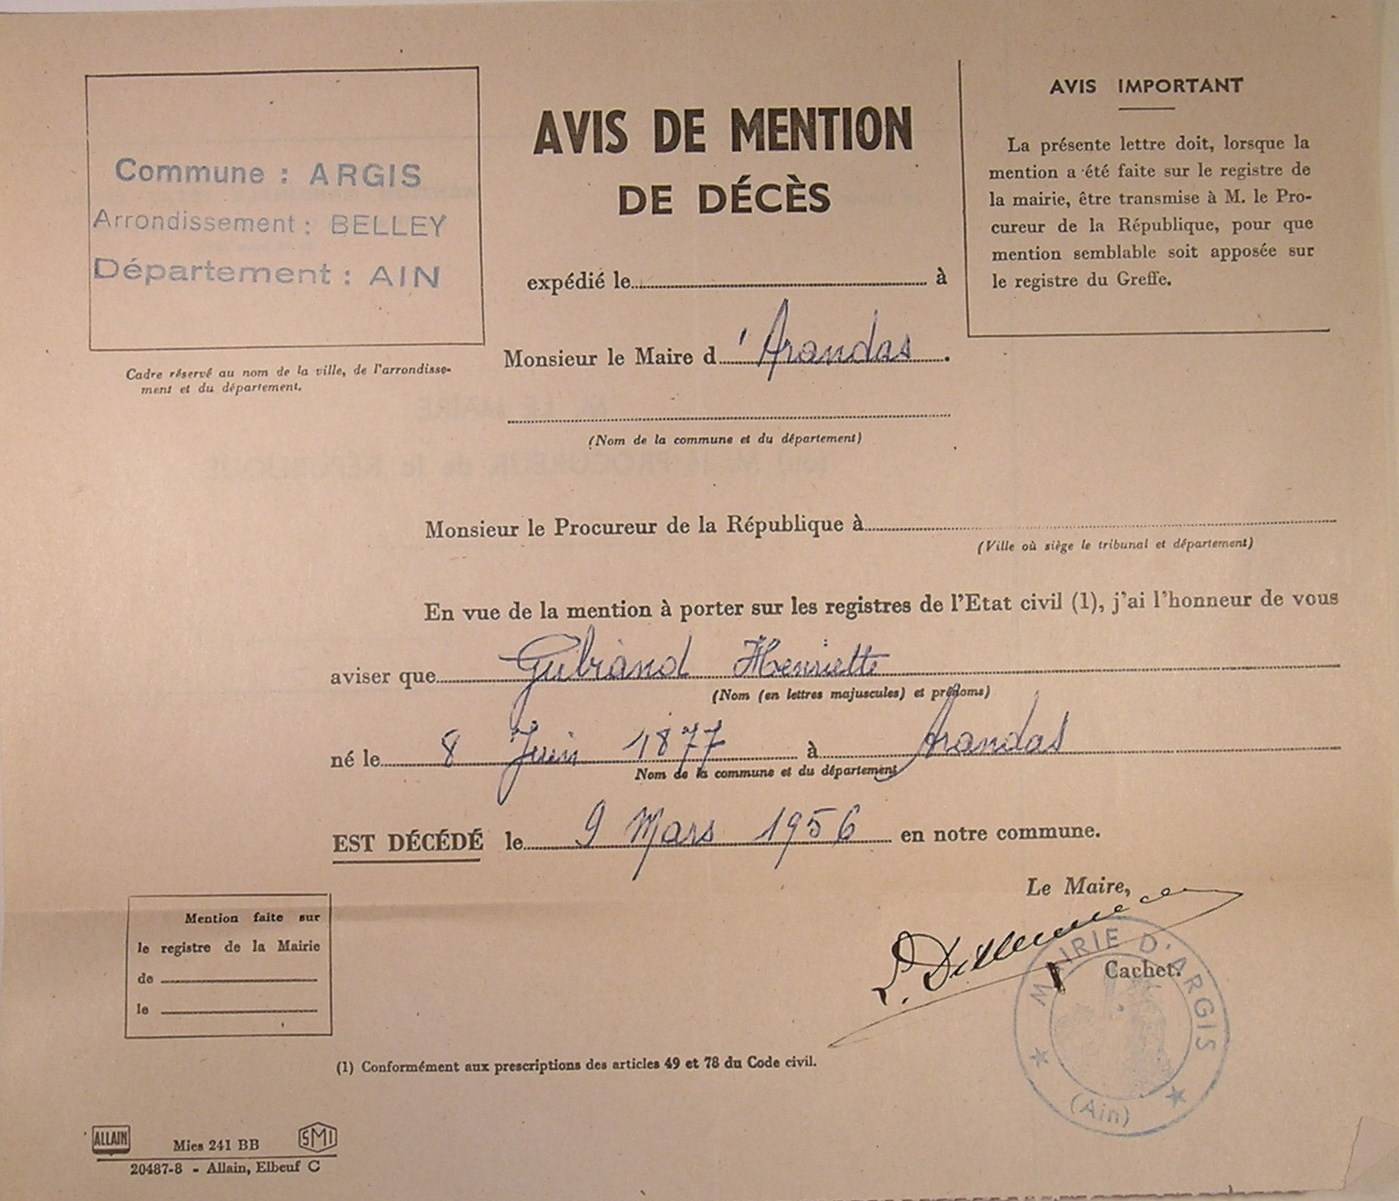 Commune : ARGIS
Arrondissement : BELLEY
Département : AIN
Cadre réservé au nom de la ville, de l'arrondisse-
ment et du département.
AVIS DE MENTION
DE DÉCÈS
expédié le à
Monsieur le Maire d'Arandas.
(Nom de la commune et du département)
AVIS IMPORTANT
La présente lettre doit, lorsque la
mention a été faite sur le registre de
la mairie, être transmise à M. le Pro-
cureur de la République, pour que
mention semblable soit apposée sur
le registre du Greffe.
Monsieur le Procureur de la République à
(Ville où siège le tribunal et département)
En vue de la mention à porter sur les registres de l'Etat civil (1), j'ai l'honneur de vous
aviser que Henriette
(Nom (en lettres majuscules) et prénoms)
né le 8 Juin 1877 à Arandas
Nom de la commune et du département
EST DÉCÉDÉ le 9 Mars 1956 en notre commune.
Le Maire,
Cachet.
MAIRIE D'ARGIS
(Ain)
Mention faite sur
le registre de la Mairie
de
le
(1) Conformément aux prescriptions des articles 49 et 78 du Code civil.
ALLAIN Mies 241 BB SMI
20487-8 - Allain, Elbeuf C